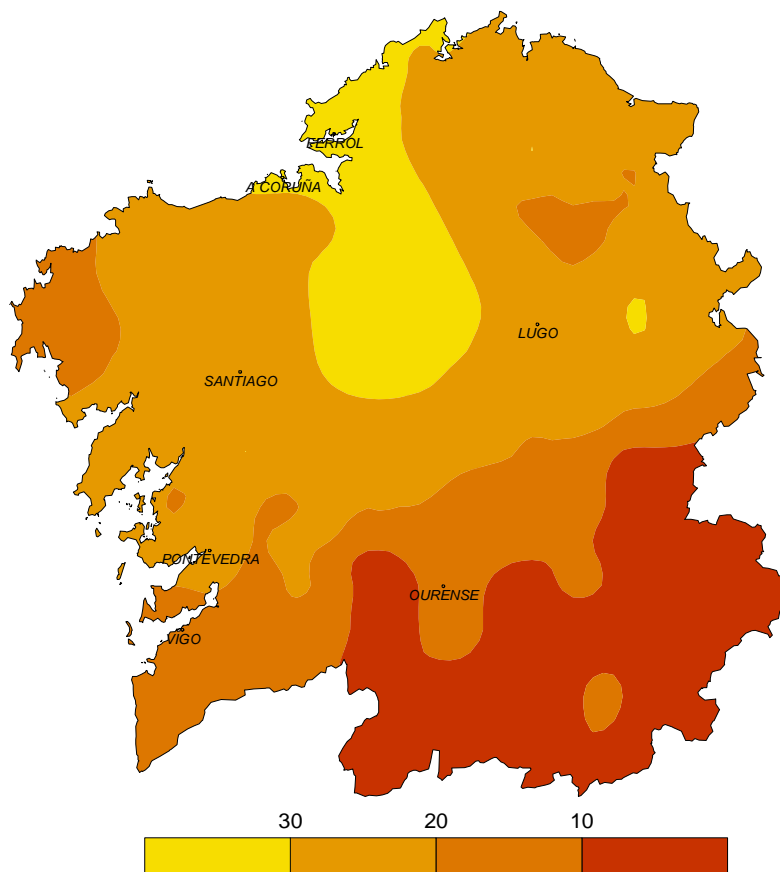 FERROL
A CORUÑA
LUGO
SANTIAGO
PONTEVEDRA
OURENSE
VIGO
30 20 10